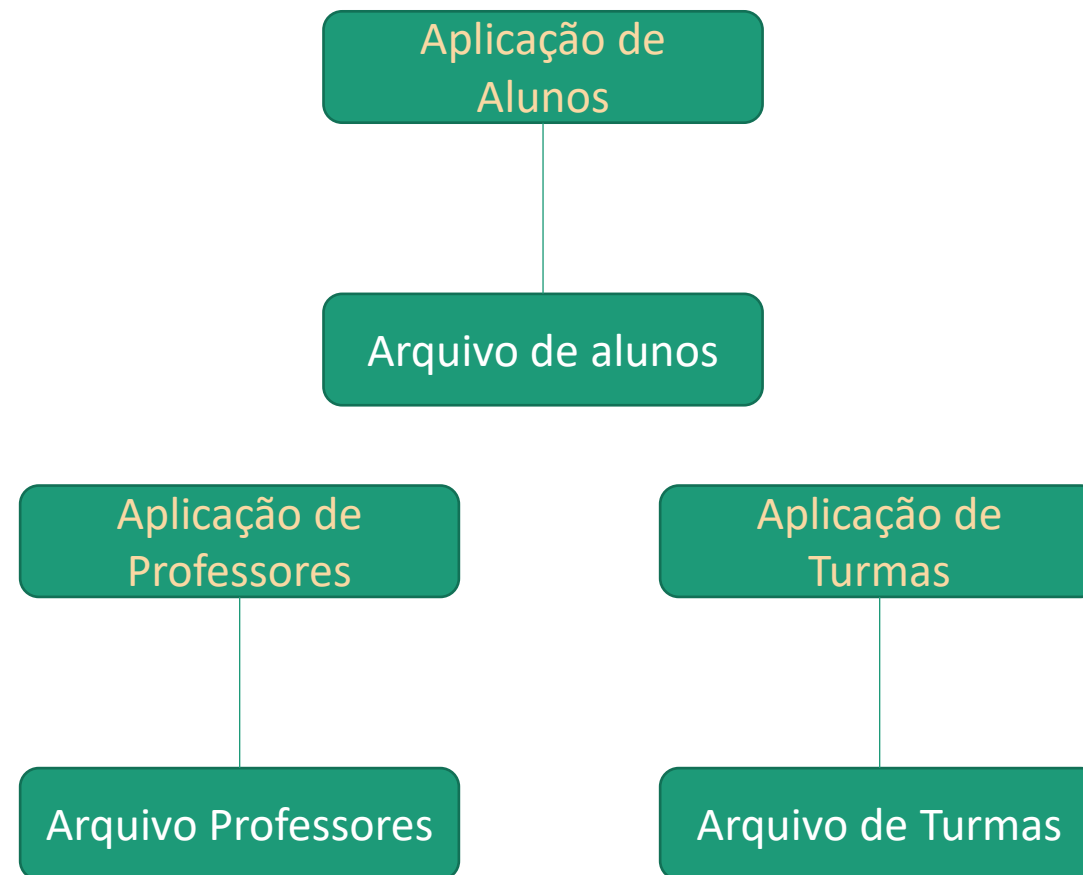 Aplicação de
Alunos
Arquivo de alunos
Aplicação de
Professores
Aplicação de
Turmas
Arquivo Professores
Arquivo de Turmas